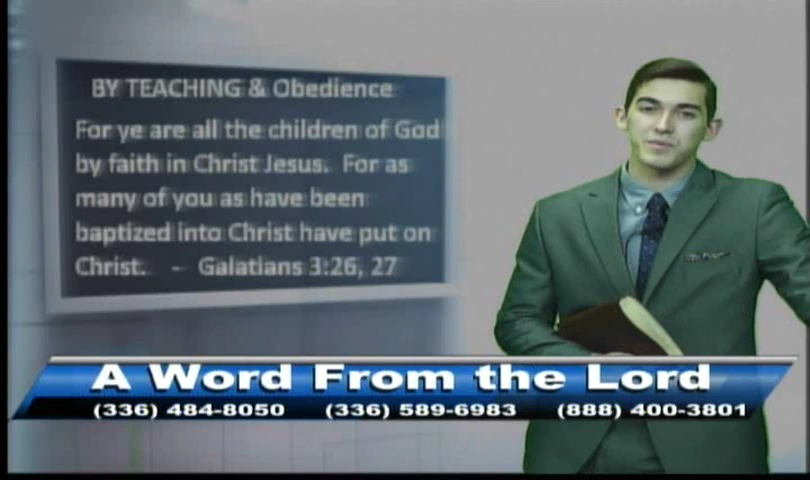 BY TEACHING & Obedience
For ye are all the children of God
by faith in Christ Jesus. For as
many of you as have been
baptized into Christ have put on
Christ. - Galatians 3:26, 27
A Word From the Lord
(336) 484-8050 (336) 589-6983 (888) 400-3801